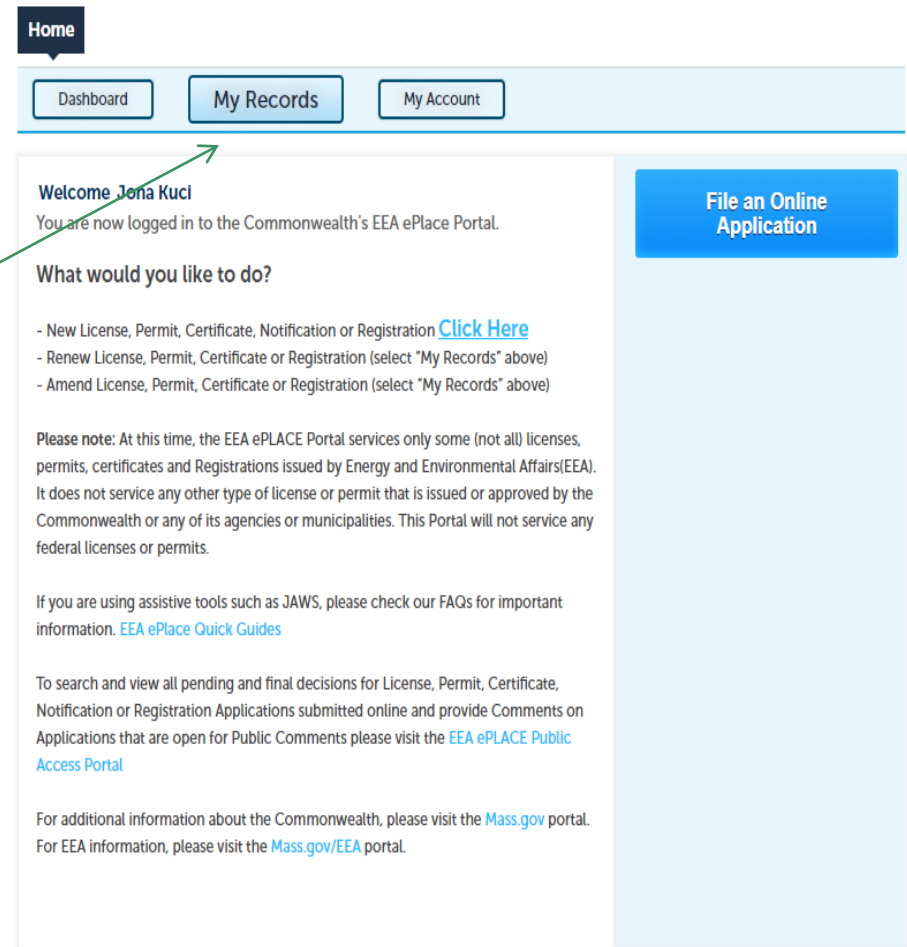 Home
Dashboard
My Records
My Account
Welcome Jona Kuci
You are now logged in to the Commonwealth's EEA ePlace Portal.
What would you like to do?
- New License, Permit, Certificate, Notification or Registration Click Here
- Renew License, Permit, Certificate or Registration (select "My Records" above)
- Amend License, Permit, Certificate or Registration (select "My Records" above)
Please note: At this time, the EEA ePLACE Portal services only some (not all) licenses,
permits, certificates and Registrations issued by Energy and Environmental Affairs(EEA).
It does not service any other type of license or permit that is issued or approved by the
Commonwealth or any of its agencies or municipalities. This Portal will not service any
federal licenses or permits.
If you are using assistive tools such as JAWS, please check our FAQs for important
information. EEA ePlace Quick Guides
To search and view all pending and final decisions for License, Permit, Certificate,
Notification or Registration Applications submitted online and provide Comments on
Applications that are open for Public Comments please visit the EEA ePLACE Public
Access Portal
For additional information about the Commonwealth, please visit the Mass.gov portal.
For EEA information, please visit the Mass.gov/EEA portal.
File an Online
Application